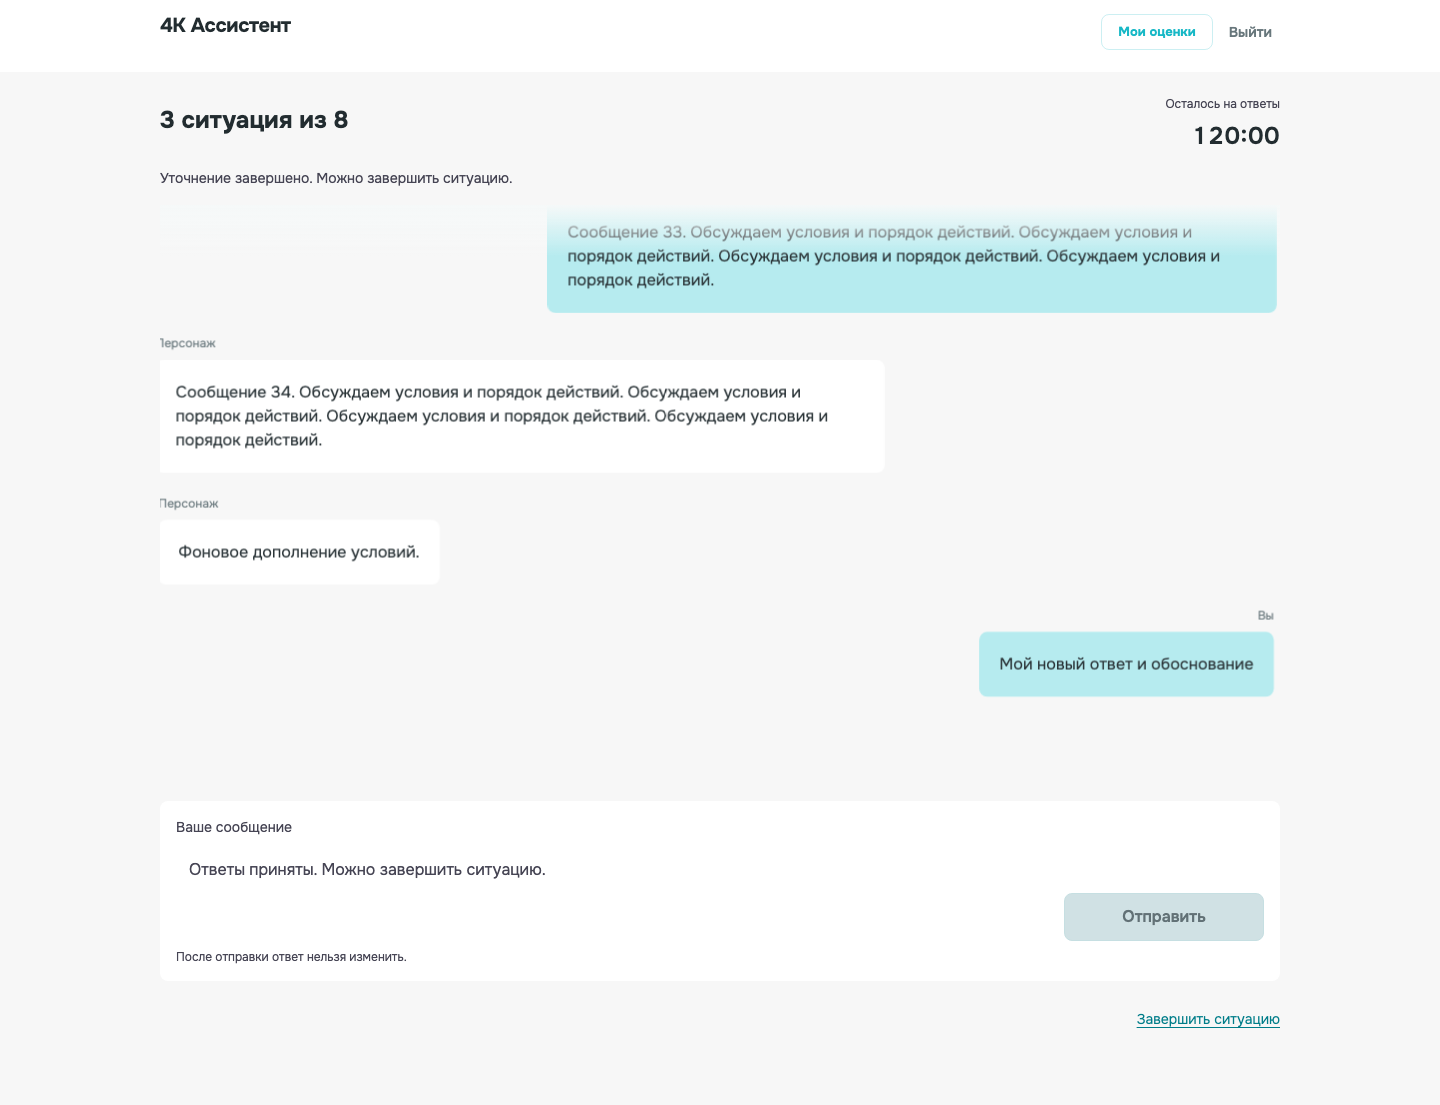 4К Ассистент
Мои оценки
Выйти
3 ситуация из 8
Осталось на ответы
120:00
Уточнение завершено. Можно завершить ситуацию.
Сообщение 33. Обсуждаем условия и порядок действий. Обсуждаем условия и
порядок действий. Обсуждаем условия и порядок действий. Обсуждаем условия и
порядок действий.
Персонаж
Сообщение 34. Обсуждаем условия и порядок действий. Обсуждаем условия и
порядок действий. Обсуждаем условия и порядок действий. Обсуждаем условия и
порядок действий.
Персонаж
Фоновое дополнение условий.
Вы
Мой новый ответ и обоснование
Ваше сообщение
Ответы приняты. Можно завершить ситуацию.
Отправить
После отправки ответ нельзя изменить.
Завершить ситуацию